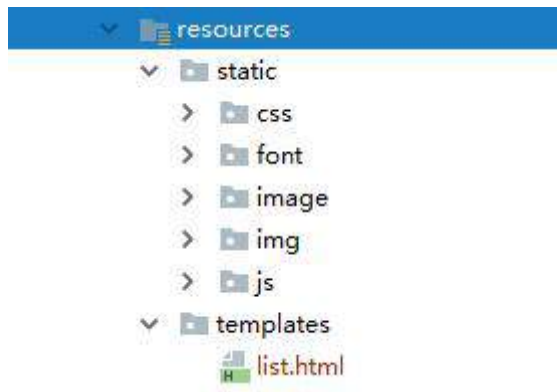 resources
static
css
font
image
img
js
templates
list.html